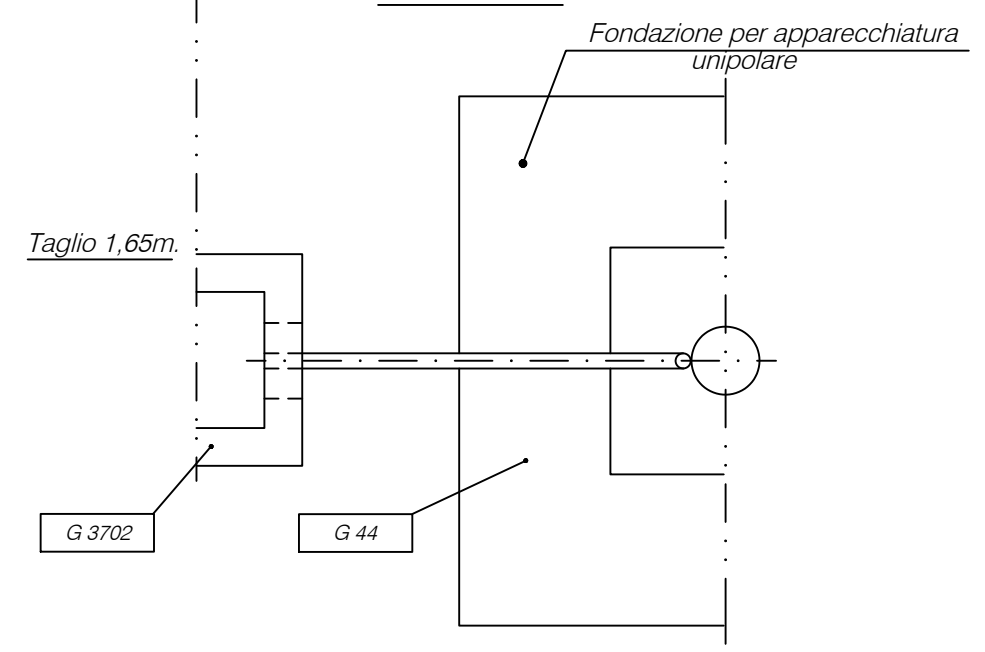 Fondazione per apparecchiatura
unipolare
Taglio 1,65m.
G 3702
G 44